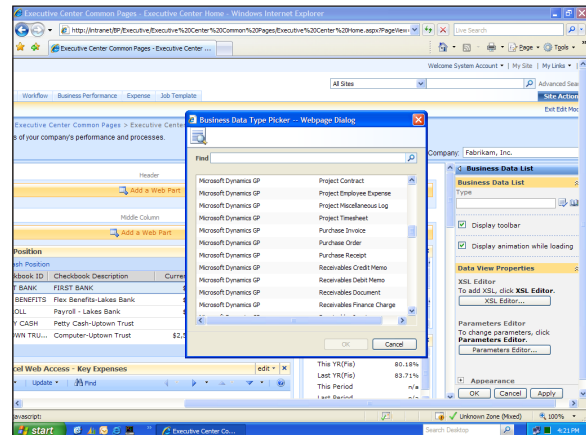 Executive Center Common Pages - Executive Center Home - Windows Internet Explorer
http://intranet/BP/Executive/Executive%20Center%20Common%20Pages/Executive%20Center%20Home.aspx?PageView=
Live Search
Executive Center Common Pages - Executive Center ...
Page
Tools
Welcome System Account
My Site
My Links
All Sites
Advanced Sear
Workflow
Business Performance
Expense
Job Template
Site Action
Exit Edit Mod
Executive Center Common Pages > Executive Cente
s of your company's performance and processes.
Company: Fabrikam, Inc.
Business Data Type Picker -- Webpage Dialog
Find
Microsoft Dynamics GP Project Contract
Microsoft Dynamics GP Project Employee Expense
Microsoft Dynamics GP Project Miscellaneous Log
Microsoft Dynamics GP Project Timesheet
Microsoft Dynamics GP Purchase Invoice
Microsoft Dynamics GP Purchase Order
Microsoft Dynamics GP Purchase Receipt
Microsoft Dynamics GP Receivables Credit Memo
Microsoft Dynamics GP Receivables Debit Memo
Microsoft Dynamics GP Receivables Document
Microsoft Dynamics GP Receivables Finance Charge
OK
Cancel
Header
Add a Web Part
Middle Column
Add a Web Part
Position
ash Position
kbook ID Checkbook Description Curre
T BANK FIRST BANK
BENEFITS Flex Benefits-Lakes Bank
OLL Payroll - Lakes Bank
Y CASH Petty Cash-Uptown Trust
WN TRU... Computer-Uptown Trust $2,5
cel Web Access - Key Expenses
edit
Update
Find
This YR(Fis) 80.18%
Last YR(Fis) 83.71%
This Period n/a
Last Period
Business Data List
Business Data List
Type
Display toolbar
Display animation while loading
Data View Properties
XSL Editor
To add XSL, click XSL Editor.
XSL Editor...
Parameters Editor
To change parameters, click
Parameters Editor.
Parameters Editor...
Appearance
OK Cancel Apply
avascript:
Unknown Zone (Mixed)
100%
start
Executive Center Co...
Search Desktop
4:21 PM